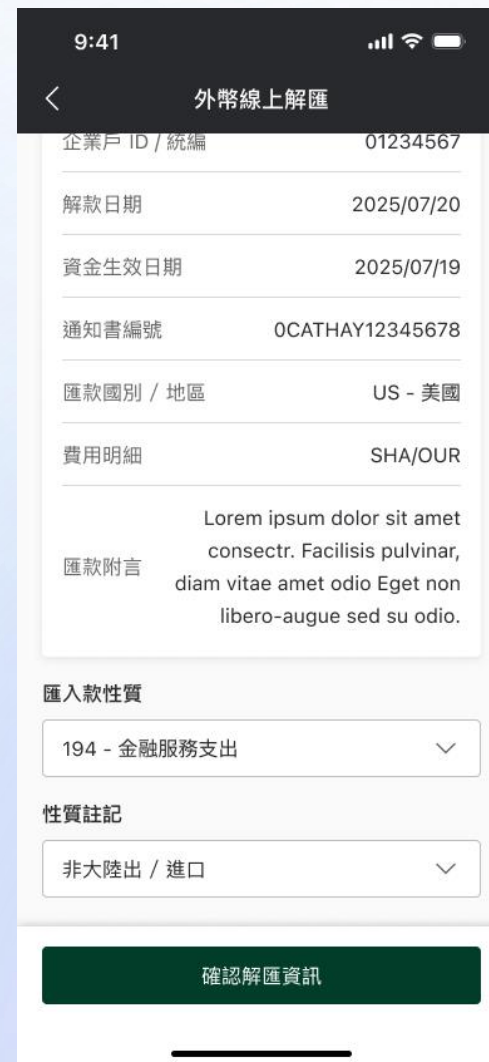 9:41
外幣線上解匯
企業戶 ID / 統編 01234567
解款日期 2025/07/20
資金生效日期 2025/07/19
通知書編號 0CATHAY12345678
匯款國別 / 地區 US - 美國
費用明細 SHA/OUR
匯款附言
Lorem ipsum dolor sit amet
consectr. Facilisis pulvinar,
diam vitae amet odio Eget non
libero-augue sed su odio.
匯入款性質
194 - 金融服務支出
性質註記
非大陸出 / 進口
確認解匯資訊